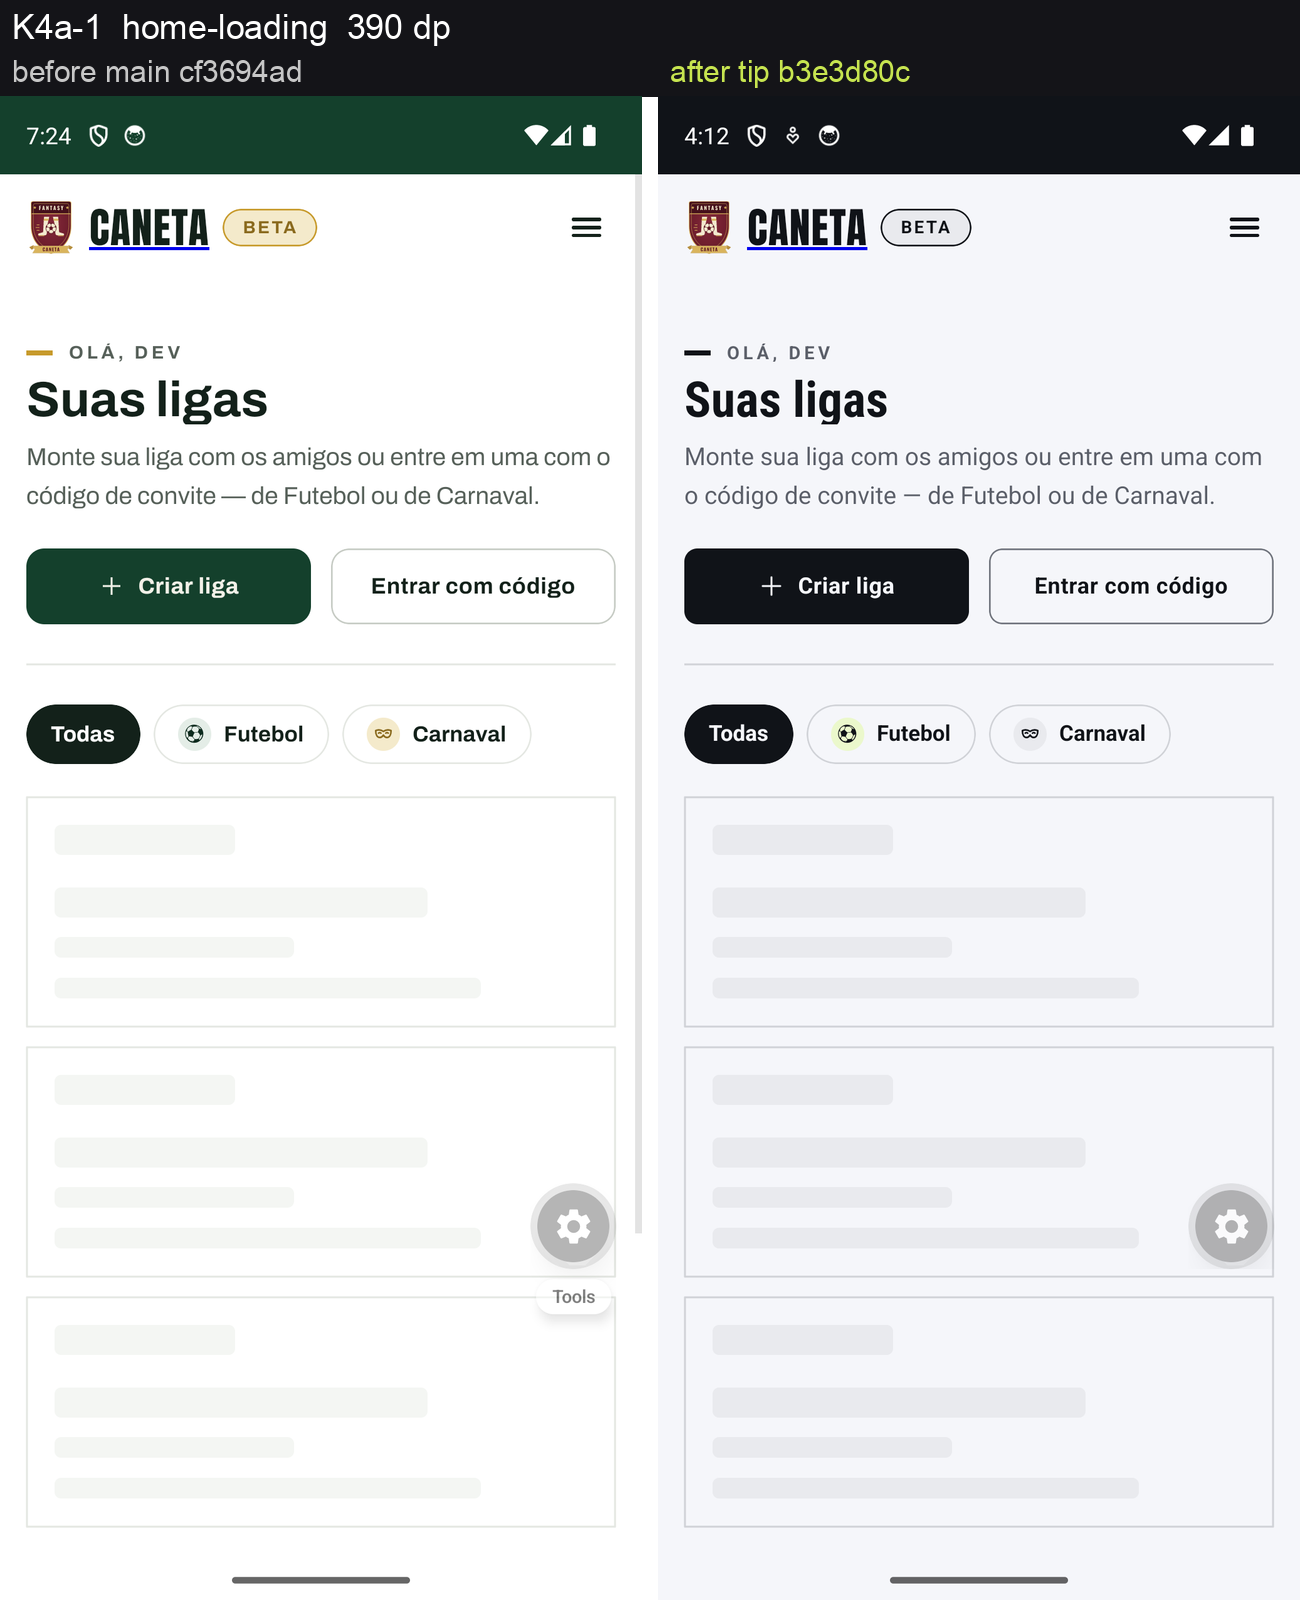 K4a-1 home-loading 390 dp
before main cf3694ad
after tip b3e3d80c
7:24
FANTASY
CANETA
CANETA
BETA
OLÁ, DEV
Suas ligas
Monte sua liga com os amigos ou entre em uma com o
código de convite — de Futebol ou de Carnaval.
+ Criar liga
Entrar com código
Todas
Futebol
Carnaval
Tools
4:12
FANTASY
CANETA
CANETA
BETA
OLÁ, DEV
Suas ligas
Monte sua liga com os amigos ou entre em uma com
o código de convite — de Futebol ou de Carnaval.
+ Criar liga
Entrar com código
Todas
Futebol
Carnaval